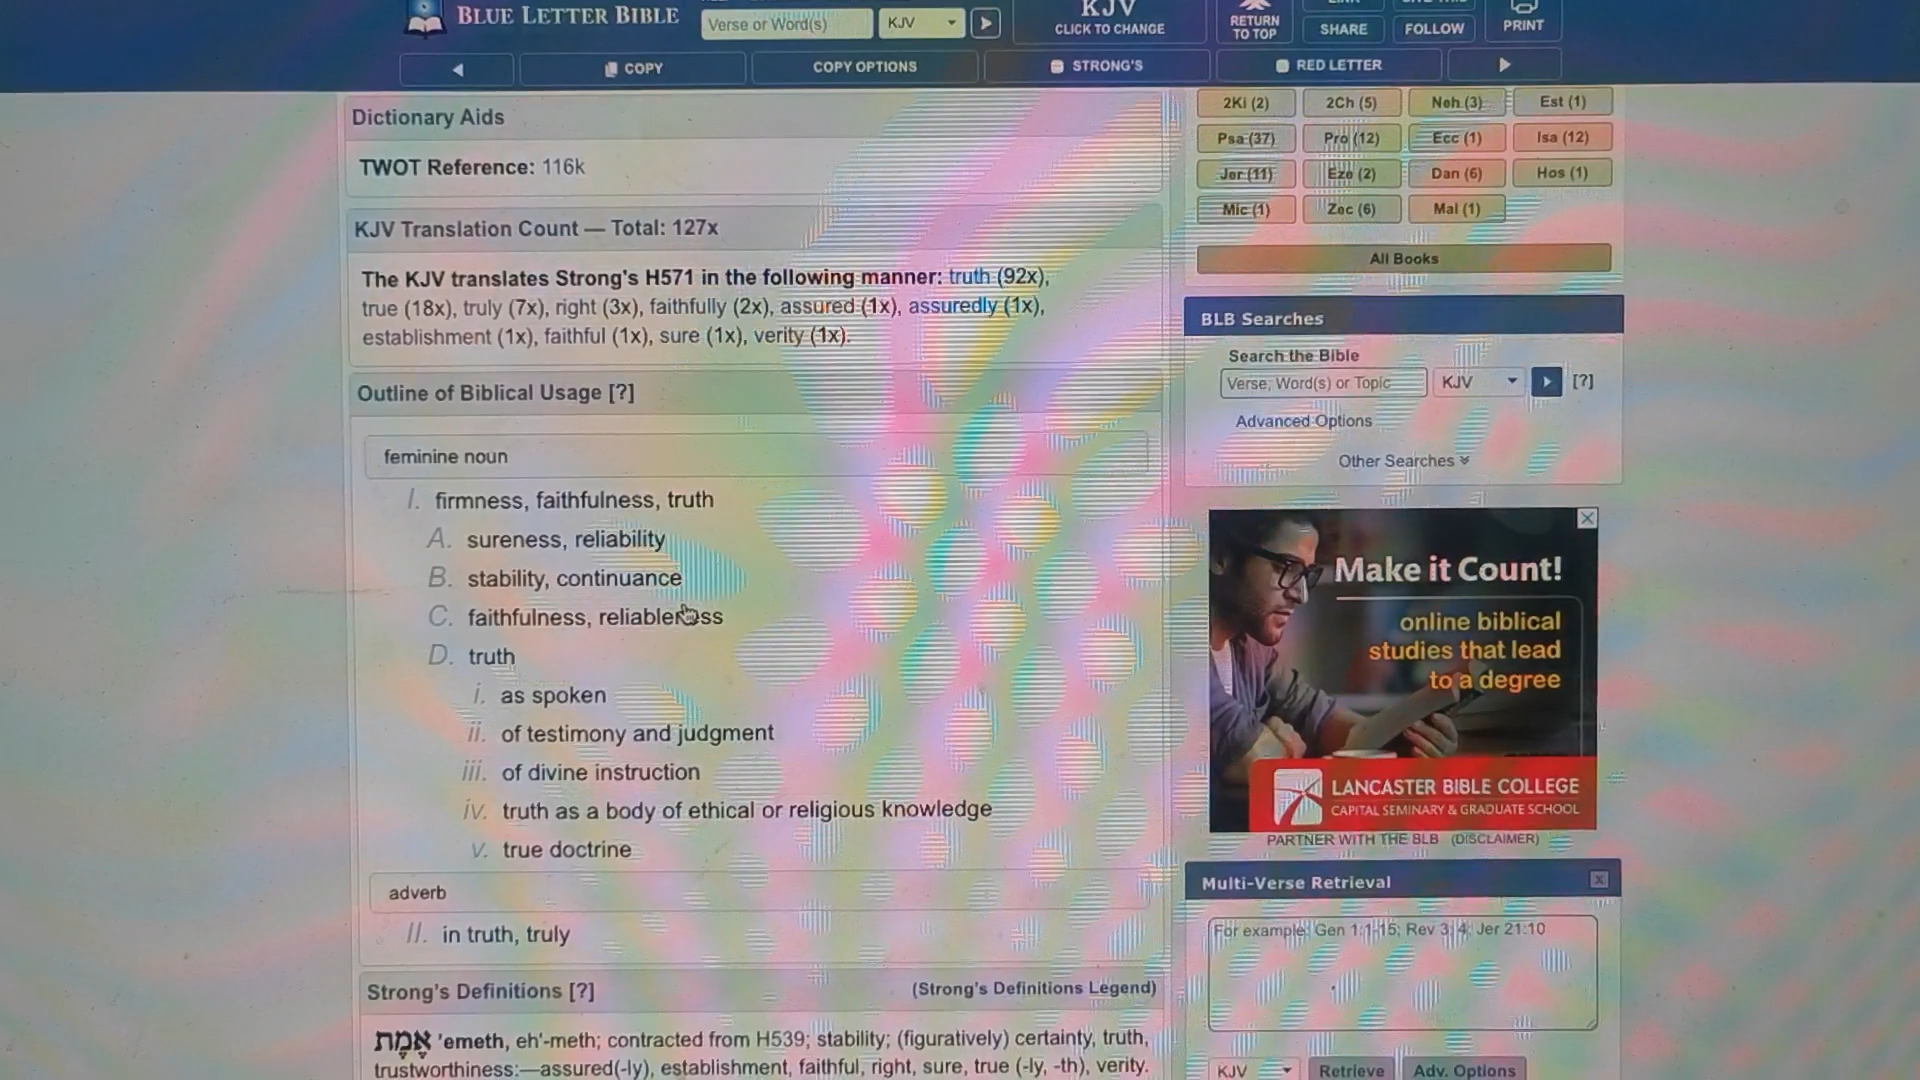 BLUE LETTER BIBLE
Verse or Word(s)
KJV
KJV
CLICK TO CHANGE
RETURN
TO TOP
SHARE
FOLLOW
PRINT
COPY
COPY OPTIONS
STRONG'S
RED LETTER
Dictionary Aids
TWOT Reference: 116k
KJV Translation Count — Total: 127x
The KJV translates Strong's H571 in the following manner: truth (92x),
true (18x), truly (7x), right (3x), faithfully (2x), assured (1x), assuredly (1x),
establishment (1x), faithful (1x), sure (1x), verity (1x).
Outline of Biblical Usage [?]
feminine noun
I. firmness, faithfulness, truth
A. sureness, reliability
B. stability, continuance
C. faithfulness, reliableness
D. truth
i. as spoken
ii. of testimony and judgment
iii. of divine instruction
iv. truth as a body of ethical or religious knowledge
v. true doctrine
adverb
II. in truth, truly
Strong's Definitions [?]
(Strong's Definitions Legend)
אֶמֶת 'emeth, eh'-meth; contracted from H539; stability; (figuratively) certainty, truth,
trustworthiness:—assured(-ly), establishment, faithful, right, sure, true (-ly, -th), verity.
2Ki (2) 2Ch (5) Neh (3) Est (1)
Psa (37) Pro (12) Ecc (1) Isa (12)
Jer (11) Eze (2) Dan (6) Hos (1)
Mic (1) Zec (6) Mal (1)
All Books
BLB Searches
Search the Bible
Verse, Word(s) or Topic KJV [?]
Advanced Options
Other Searches
Make it Count!
online biblical
studies that lead
to a degree
LANCASTER BIBLE COLLEGE
CAPITAL SEMINARY & GRADUATE SCHOOL
PARTNER WITH THE BLB (DISCLAIMER)
Multi-Verse Retrieval x
For example: Gen 1:1-15; Rev 3; 4; Jer 21:10
KJV Retrieve Adv. Options